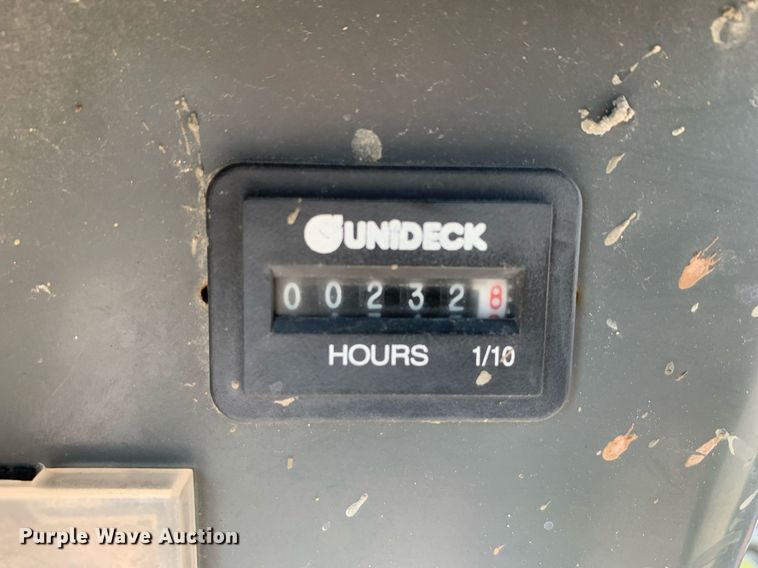 UNIDECK
0 0 2 3 2 8
HOURS 1/10
Purple Wave Auction